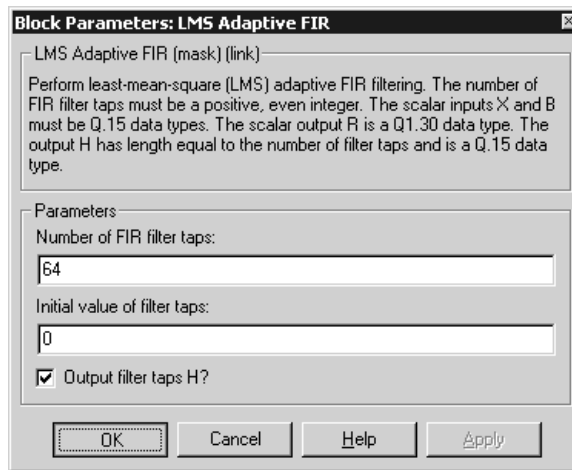 Block Parameters: LMS Adaptive FIR
LMS Adaptive FIR (mask) (link)
Perform least-mean-square (LMS) adaptive FIR filtering. The number of
FIR filter taps must be a positive, even integer. The scalar inputs X and B
must be Q.15 data types. The scalar output R is a Q1.30 data type. The
output H has length equal to the number of filter taps and is a Q.15 data
type.
Parameters
Number of FIR filter taps:
64
Initial value of filter taps:
0
Output filter taps H?
OK Cancel Help Apply